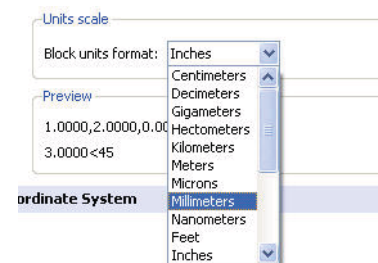 Units scale
Block units format: Inches
Centimeters
Decimeters
Preview
Gigameters
1.0000,2.0000,0.00
Hectometers
Kilometers
3.0000<45
Meters
Microns
ordinate System
Millimeters
Nanometers
Feet
Inches